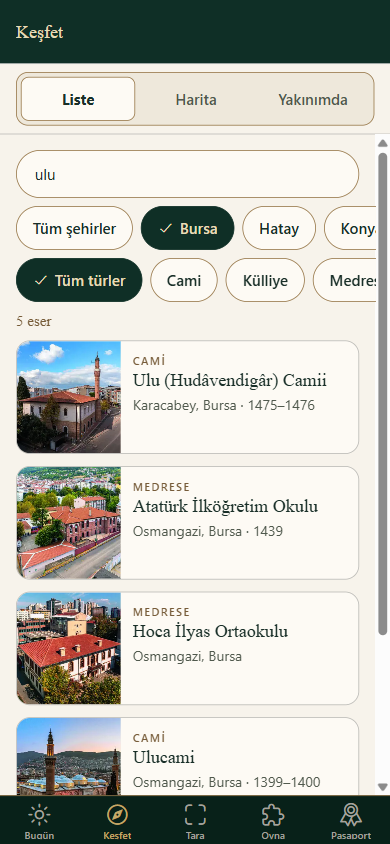 Keşfet
Liste
Harita
Yakınımda
ulu
Tüm şehirler
Bursa
Hatay
Kony
Tüm türler
Cami
Külliye
Medres
5 eser
CAMİ
Ulu (Hudâvendigâr) Camii
Karacabey, Bursa · 1475–1476
MEDRESE
Atatürk İlköğretim Okulu
Osmangazi, Bursa · 1439
MEDRESE
Hoca İlyas Ortaokulu
Osmangazi, Bursa
CAMİ
Ulucami
Osmangazi, Bursa · 1399–1400
Bugün
Keşfet
Tara
Oyna
Pasaport